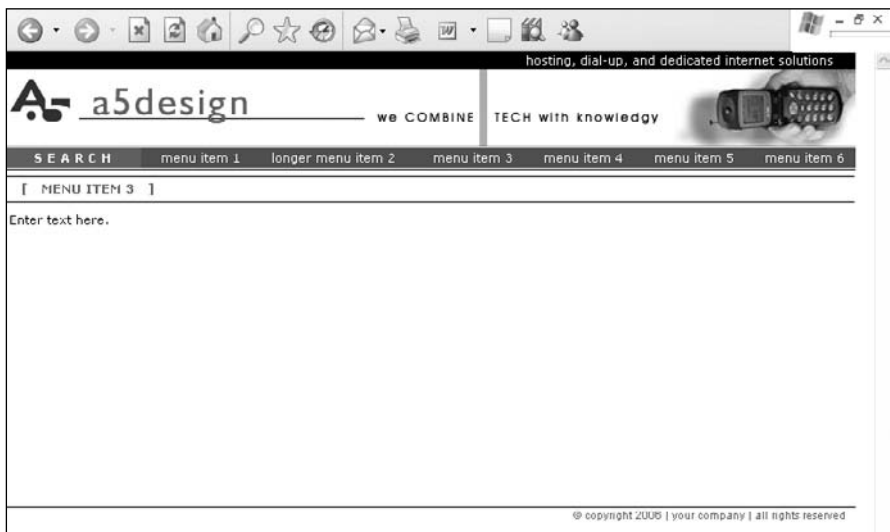 hosting, dial-up, and dedicated internet solutions
a5design
we COMBINE TECH with knowledgy
SEARCH menu item 1 longer menu item 2 menu item 3 menu item 4 menu item 5 menu item 6
[ MENU ITEM 3 ]
Enter text here.
© copyright 2006 | your company | all rights reserved